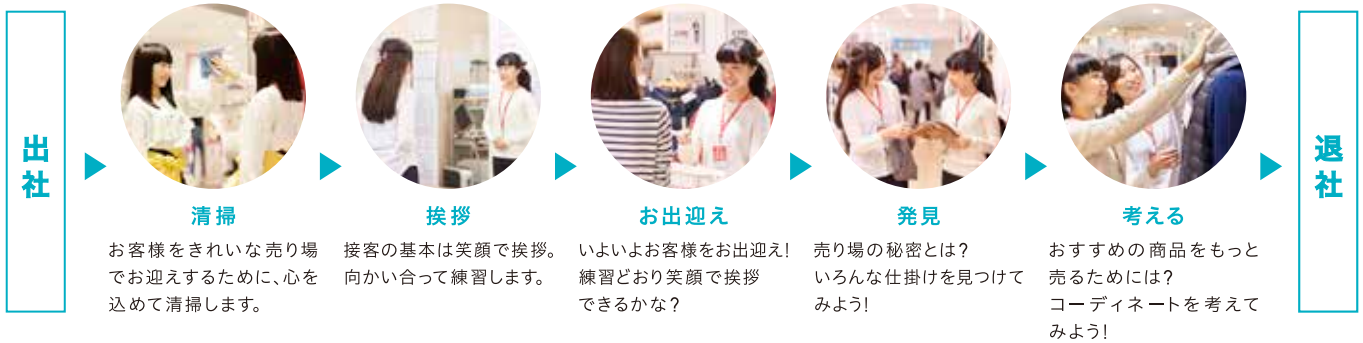 出社
清掃
お客様をきれいな売り場
でお迎えするために、心を
込めて清掃します。
挨拶
接客の基本は笑顔で挨拶。
向かい合って練習します。
お出迎え
いよいよお客様をお出迎え!
練習どおり笑顔で挨拶
できるかな?
発見
売り場の秘密とは?
いろんな仕掛けを見つけて
みよう!
考える
おすすめの商品をもっと
売るためには?
コーディネートを考えて
みよう!
退社